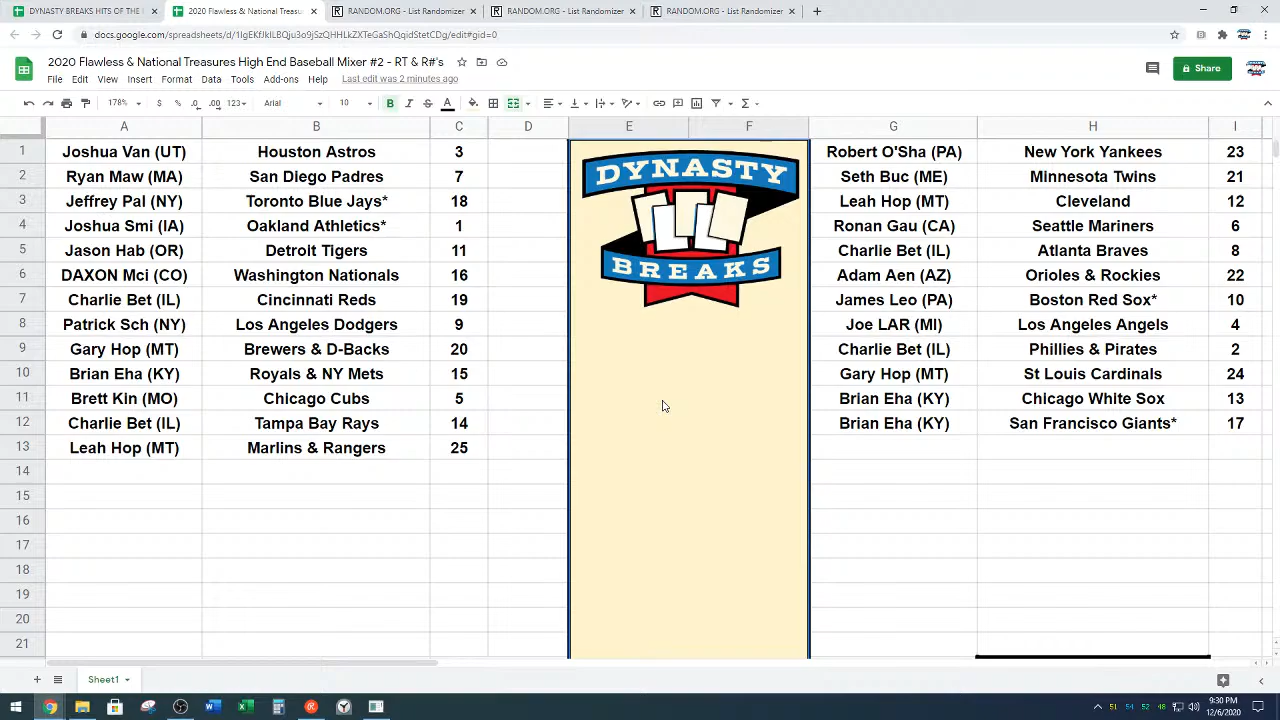 DYNASTY BREAKS HITS OF THE
2020 Flawless & National Treasu
RANDOM.ORG - List Randomizer
RANDOM.ORG - List Randomizer
RANDOM.ORG - List Randomizer
2020 Flawless & National Treasures High End Baseball Mixer #2 - RT & R#'s
File Edit View Insert Format Data Tools Add-ons Help Last edit was 2 minutes ago
Share
178% $ % .0 .00 123 Arial 10 B I S A
A B C D E F G H I
1 Joshua Van (UT) Houston Astros 3 Robert O'Sha (PA) New York Yankees 23
2 Ryan Maw (MA) San Diego Padres 7 Seth Buc (ME) Minnesota Twins 21
3 Jeffrey Pal (NY) Toronto Blue Jays* 18 Leah Hop (MT) Cleveland 12
4 Joshua Smi (IA) Oakland Athletics* 1 Ronan Gau (CA) Seattle Mariners 6
5 Jason Hab (OR) Detroit Tigers 11 Charlie Bet (IL) Atlanta Braves 8
6 DAXON Mci (CO) Washington Nationals 16 Adam Aen (AZ) Orioles & Rockies 22
7 Charlie Bet (IL) Cincinnati Reds 19 James Leo (PA) Boston Red Sox* 10
8 Patrick Sch (NY) Los Angeles Dodgers 9 Joe LAR (MI) Los Angeles Angels 4
9 Gary Hop (MT) Brewers & D-Backs 20 Charlie Bet (IL) Phillies & Pirates 2
10 Brian Eha (KY) Royals & NY Mets 15 Gary Hop (MT) St Louis Cardinals 24
11 Brett Kin (MO) Chicago Cubs 5 Brian Eha (KY) Chicago White Sox 13
12 Charlie Bet (IL) Tampa Bay Rays 14 Brian Eha (KY) San Francisco Giants* 17
13 Leah Hop (MT) Marlins & Rangers 25
14
15
16
17
18
19
20
21
DYNASTY
BREAKS
Sheet1
51 54 52 48
9:30 PM
12/6/2020